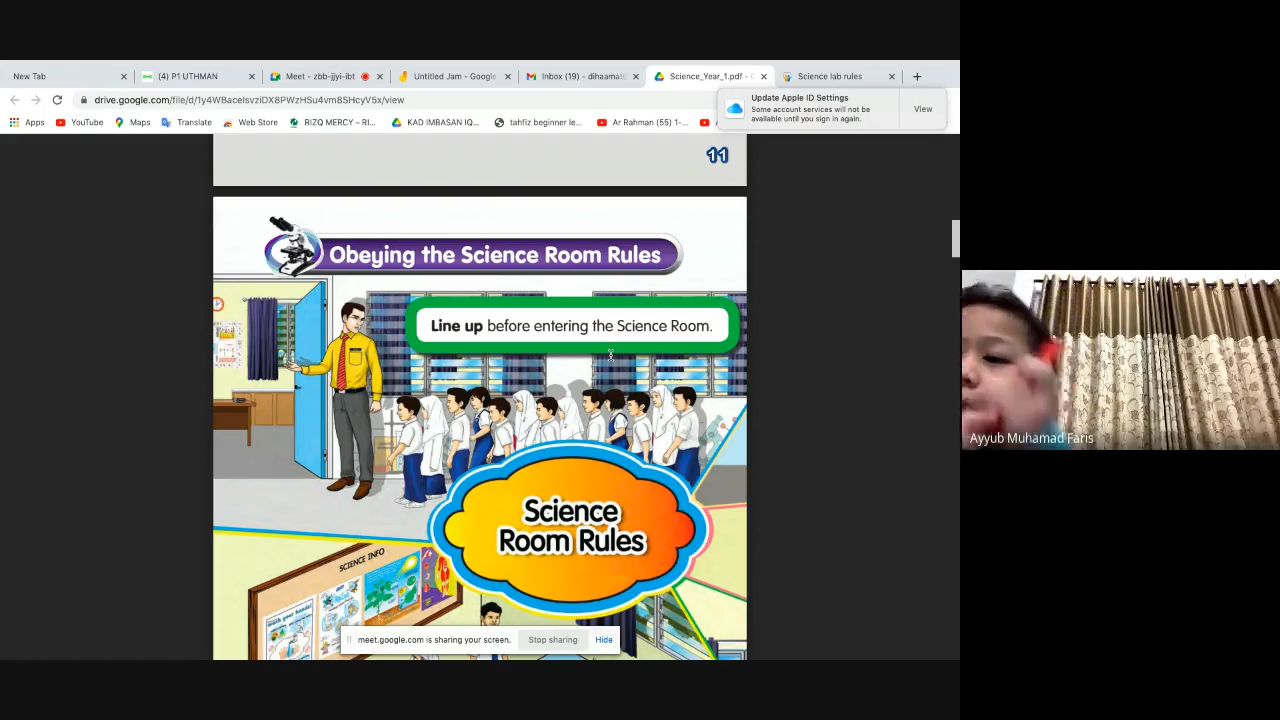 New Tab
(4) P1 UTHMAN
Meet - zbb-jjyi-ibt
Untitled Jam - Google
Inbox (19) - dihaamat
Science_Year_1.pdf - G
Science lab rules
drive.google.com/file/d/1y4WBaceIsvziDX8PWzHSu4vm8SHcyV5x/view
Update Apple ID Settings
Some account services will not be
available until you sign in again.
View
Apps
YouTube
Maps
Translate
Web Store
RIZQ MERCY – RI...
KAD IMBASAN IQ...
tahfiz beginner le...
Ar Rahman (55) 1-...
11
Obeying the Science Room Rules
Line up before entering the Science Room.
Science
Room Rules
SCIENCE INFO
meet.google.com is sharing your screen.
Stop sharing
Hide
Ayyub Muhamad Faris